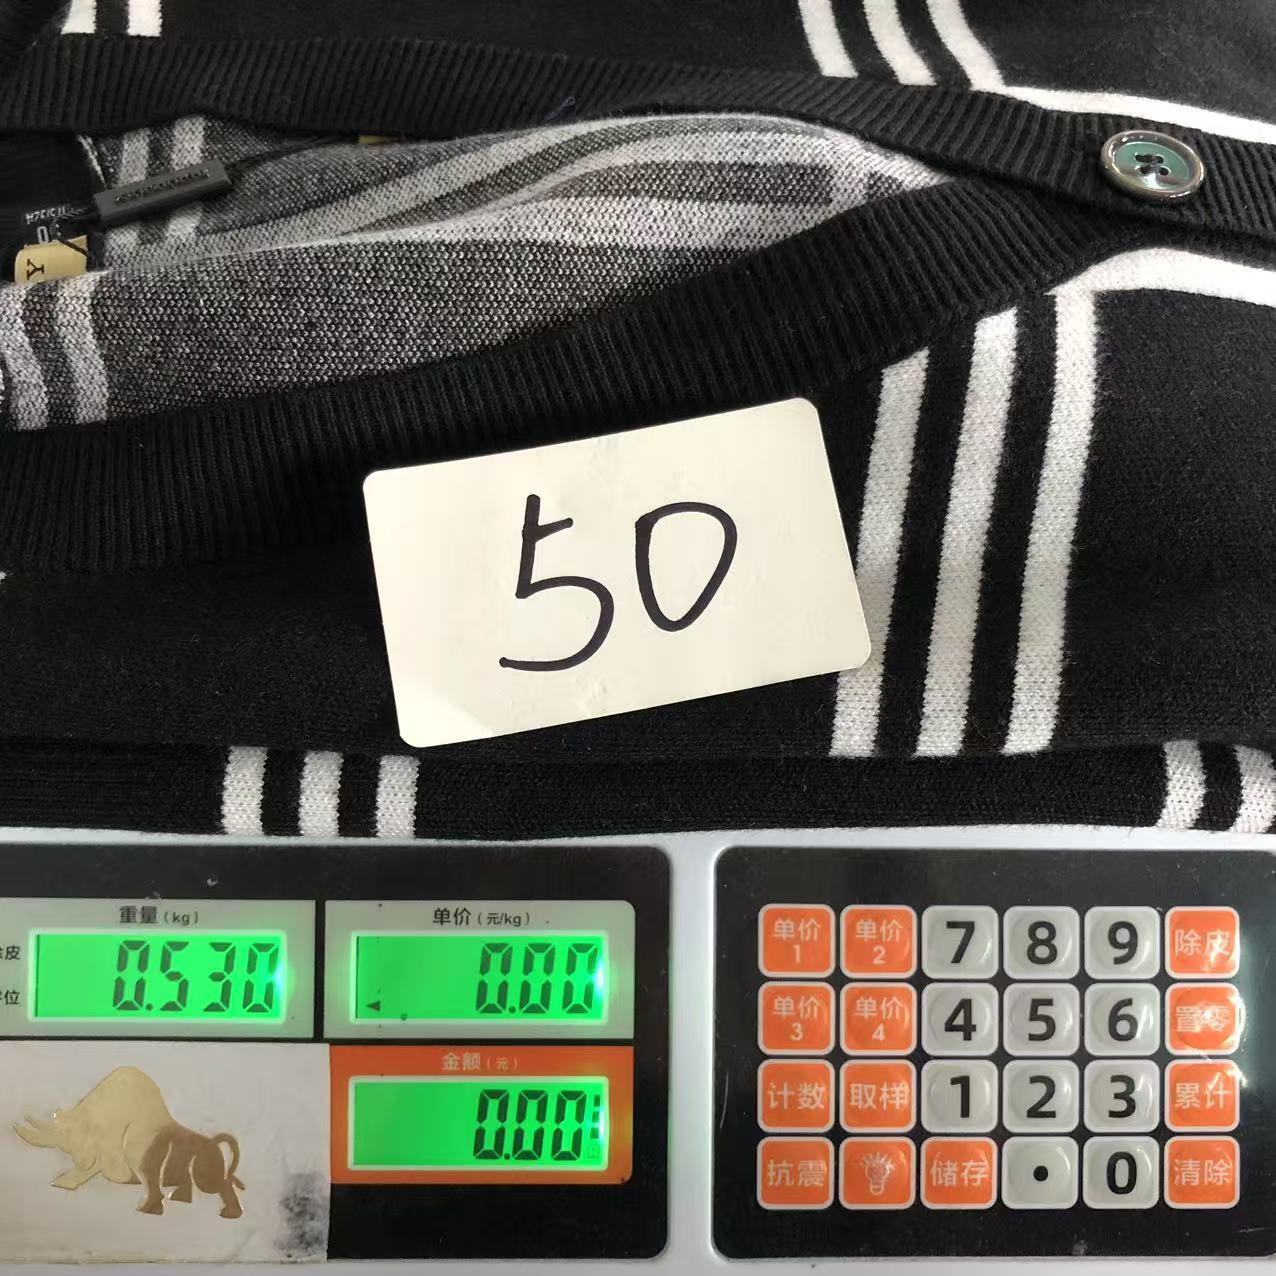 50
重量(kg)
单价(元/kg)
皮
位
0.530
0.00
金额(元)
0.00
单价1 单价2 7 8 9 除皮
单价3 单价4 4 5 6 置零
计数 取样 1 2 3 累计
抗震 储存 • 0 清除